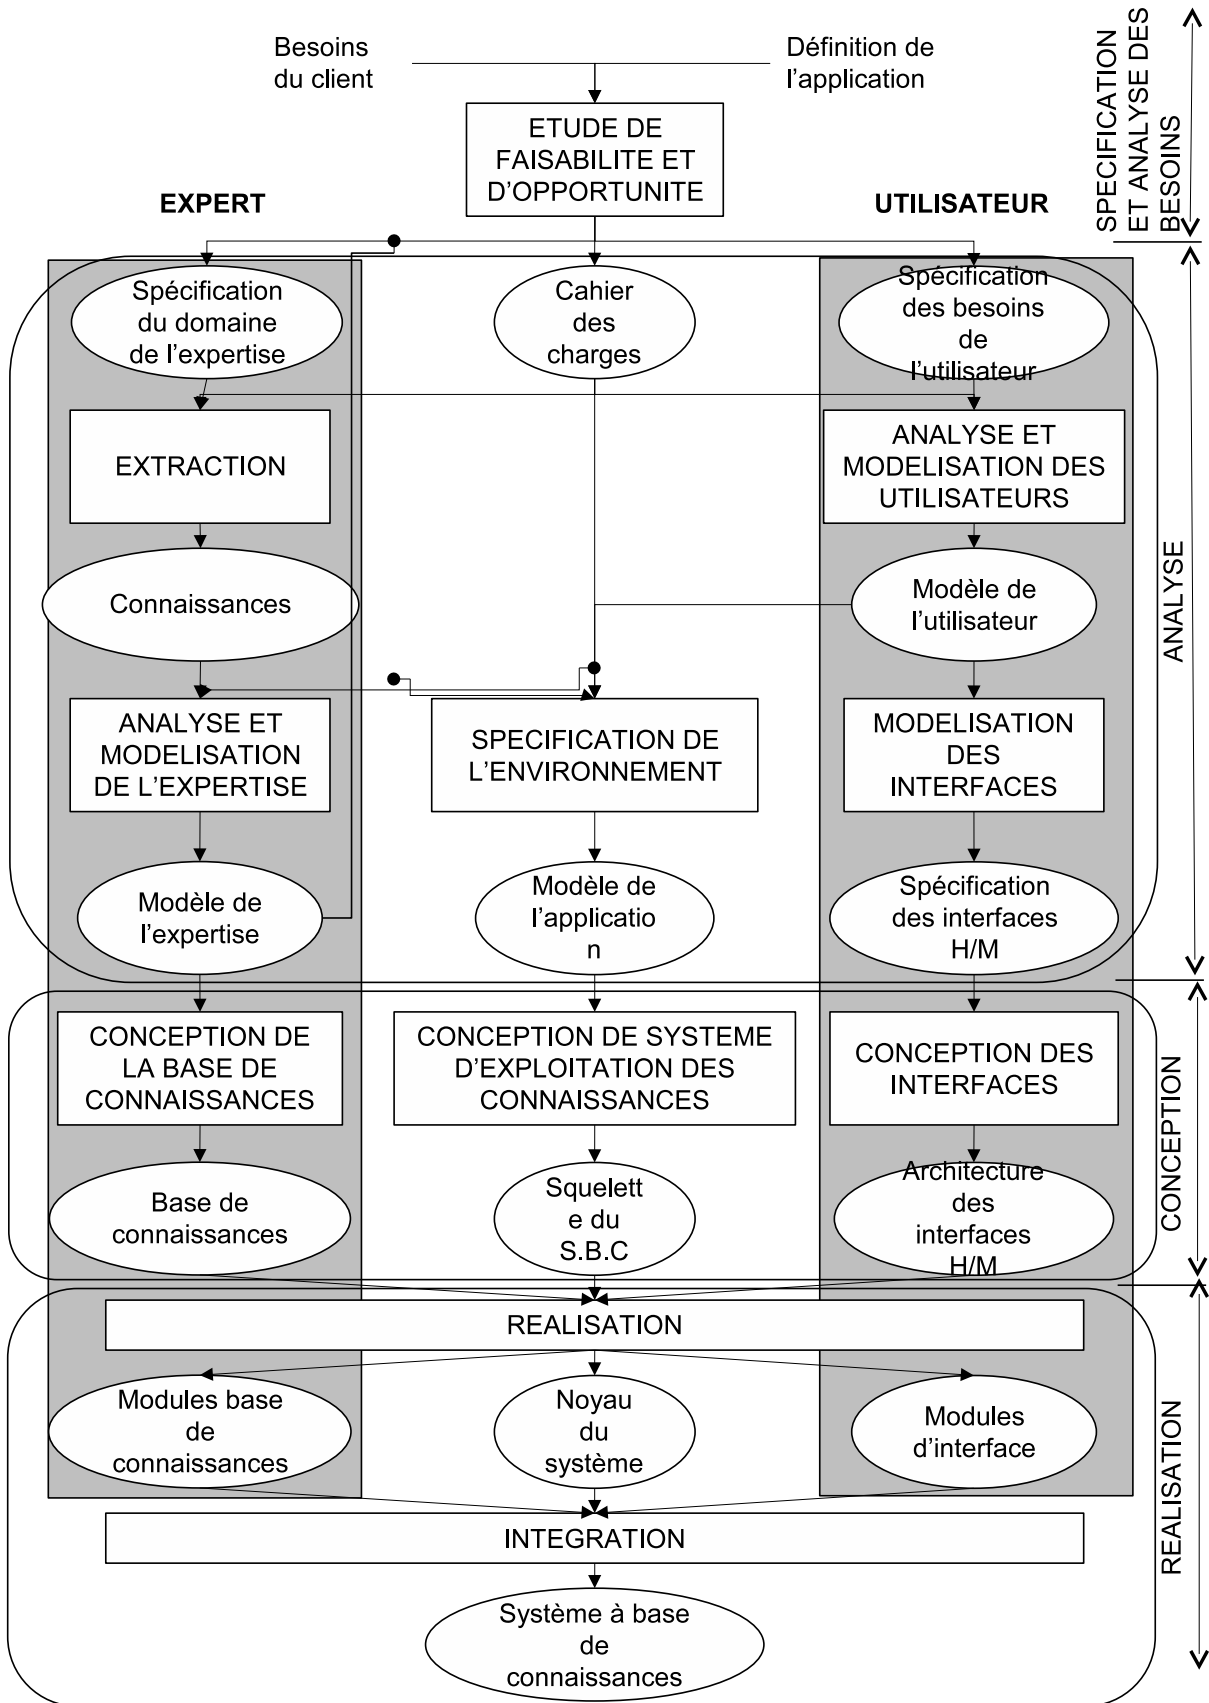 Besoins
du client
Définition de
l'application
SPECIFICATION
ET ANALYSE DES
BESOINS
ETUDE DE
FAISABILITE ET
D'OPPORTUNITE
EXPERT
UTILISATEUR
Spécification
du domaine
de l'expertise
Cahier
des
charges
Spécification
des besoins
de
l'utilisateur
EXTRACTION
ANALYSE ET
MODELISATION DES
UTILISATEURS
ANALYSE
Connaissances
Modèle de
l'utilisateur
ANALYSE ET
MODELISATION
DE L'EXPERTISE
SPECIFICATION DE
L'ENVIRONNEMENT
MODELISATION
DES
INTERFACES
Modèle de
l'expertise
Modèle de
l'applicatio
n
Spécification
des interfaces
H/M
CONCEPTION DE
LA BASE DE
CONNAISSANCES
CONCEPTION DE SYSTEME
D'EXPLOITATION DES
CONNAISSANCES
CONCEPTION DES
INTERFACES
CONCEPTION
Base de
connaissances
Squelett
e du
S.B.C
Architecture
des
interfaces
H/M
REALISATION
Modules base
de
connaissances
Noyau
du
système
Modules
d'interface
REALISATION
INTEGRATION
Système à base
de
connaissances